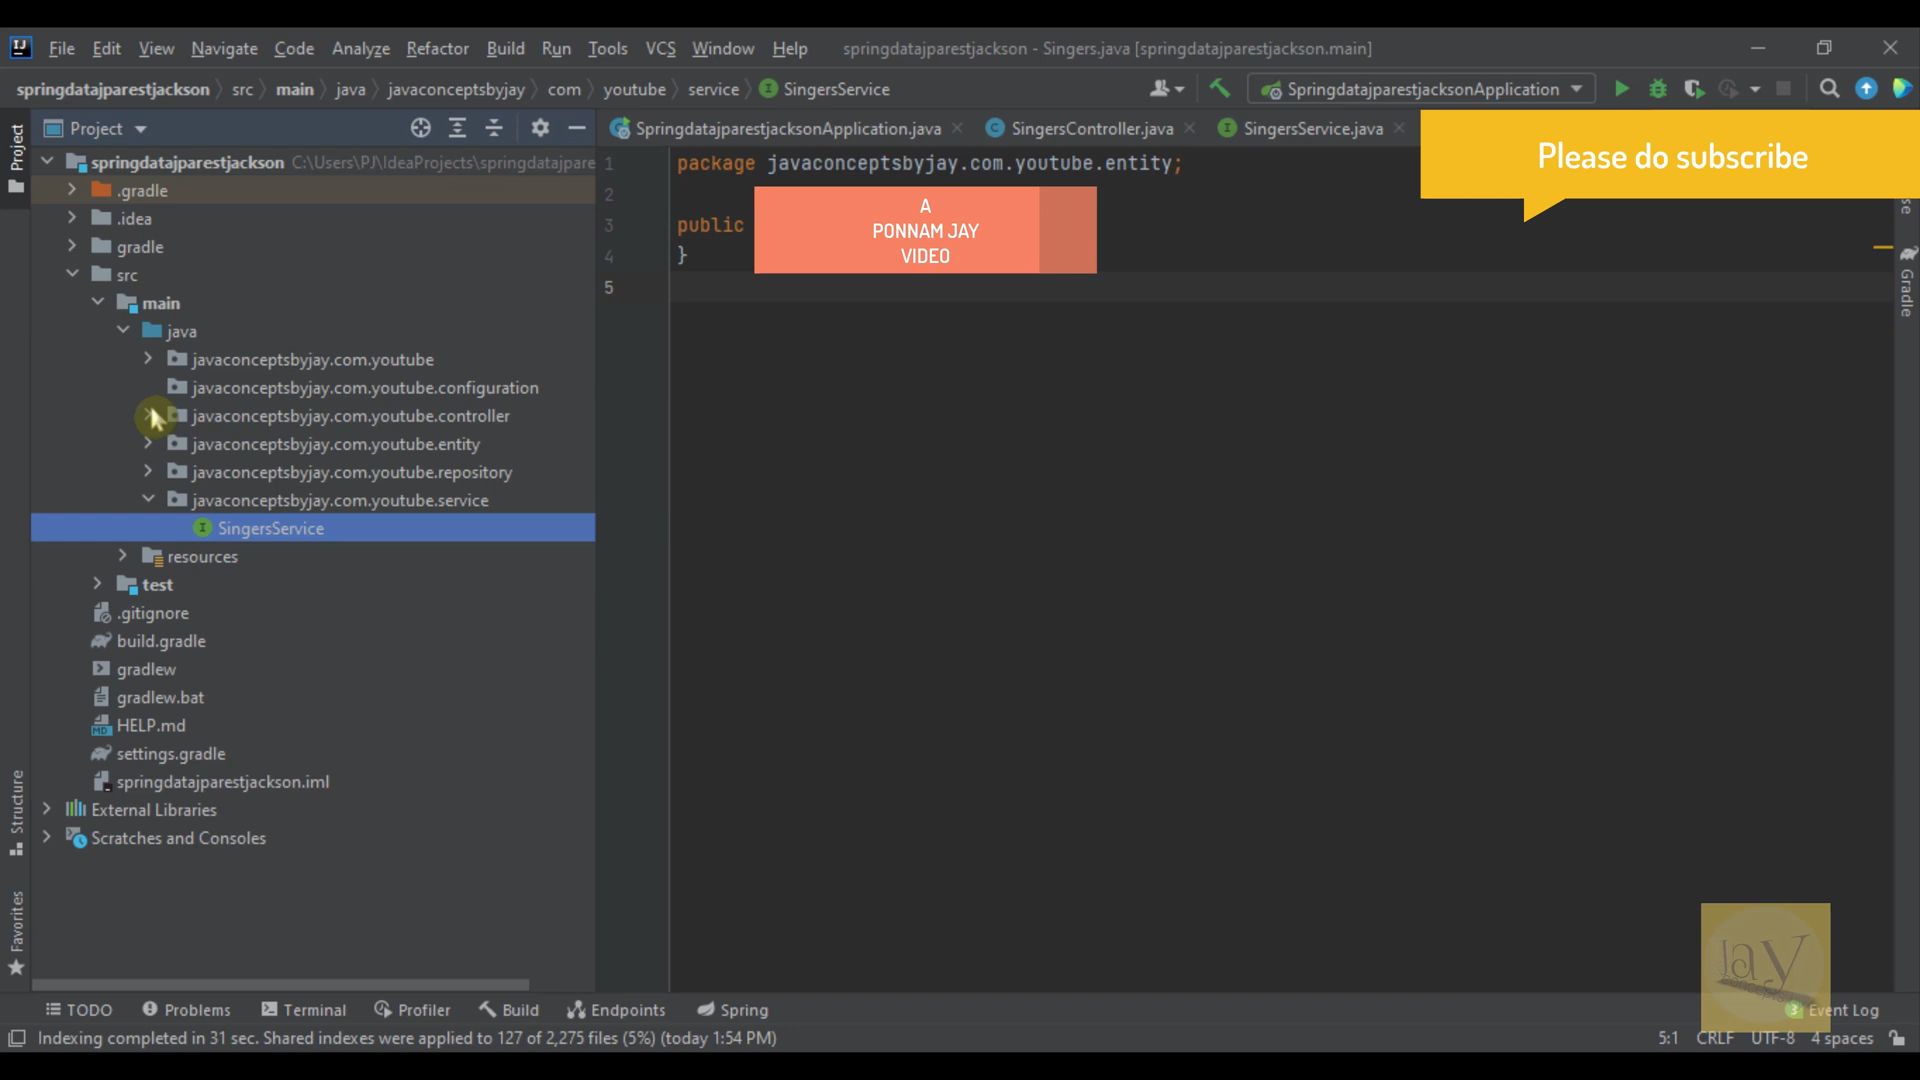 File Edit View Navigate Code Analyze Refactor Build Run Tools VCS Window Help springdatajparestjackson - Singers.java [springdatajparestjackson.main]
springdatajparestjackson src main java javaconceptsbyjay com youtube service SingersService SpringdatajparestjacksonApplication
Project SpringdatajparestjacksonApplication.java SingersController.java SingersService.java
Please do subscribe
Project
springdatajparestjackson C:\Users\PJ\IdeaProjects\springdatajpare
.gradle
.idea
gradle
src
main
java
javaconceptsbyjay.com.youtube
javaconceptsbyjay.com.youtube.configuration
javaconceptsbyjay.com.youtube.controller
javaconceptsbyjay.com.youtube.entity
javaconceptsbyjay.com.youtube.repository
javaconceptsbyjay.com.youtube.service
SingersService
resources
test
.gitignore
build.gradle
gradlew
gradlew.bat
HELP.md
settings.gradle
springdatajparestjackson.iml
External Libraries
Scratches and Consoles
1 package javaconceptsbyjay.com.youtube.entity;
2
3 public
4 }
5
A
PONNAM JAY
VIDEO
se
Gradle
Structure
Favorites
Jay
TODO Problems Terminal Profiler Build Endpoints Spring 3 Event Log
Indexing completed in 31 sec. Shared indexes were applied to 127 of 2,275 files (5%) (today 1:54 PM) 5:1 CRLF UTF-8 4 spaces